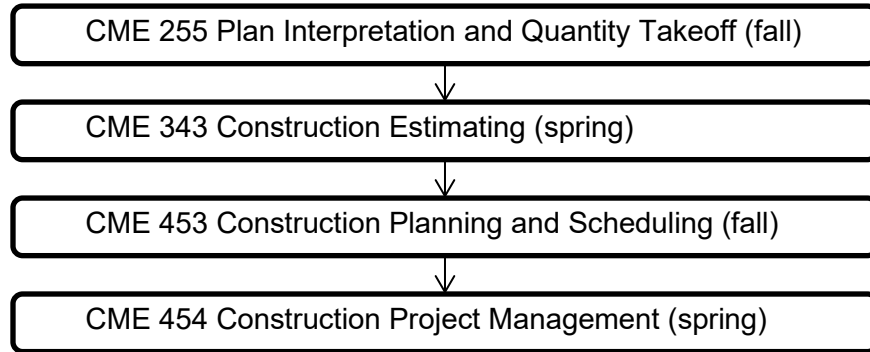 CME 255 Plan Interpretation and Quantity Takeoff (fall)
CME 343 Construction Estimating (spring)
CME 453 Construction Planning and Scheduling (fall)
CME 454 Construction Project Management (spring)